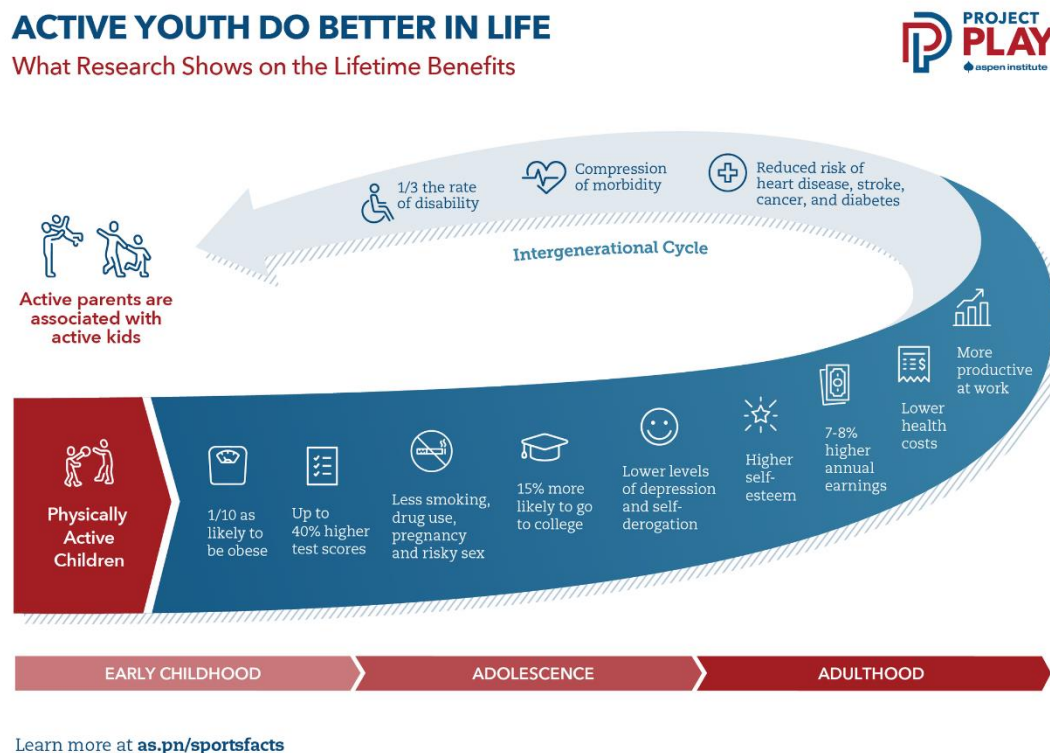 ACTIVE YOUTH DO BETTER IN LIFE
What Research Shows on the Lifetime Benefits
PROJECT
PLAY
aspen institute
1/3 the rate
of disability
Compression
of morbidity
Reduced risk of
heart disease, stroke,
cancer, and diabetes
Intergenerational Cycle
Active parents are
associated with
active kids
Physically
Active
Children
1/10 as
likely to
be obese
Up to
40% higher
test scores
Less smoking,
drug use,
pregnancy
and risky sex
15% more
likely to go
to college
Lower levels
of depression
and self-
derogation
Higher
self-
esteem
7-8%
higher
annual
earnings
Lower
health
costs
More
productive
at work
EARLY CHILDHOOD
ADOLESCENCE
ADULTHOOD
Learn more at as.pn/sportsfacts